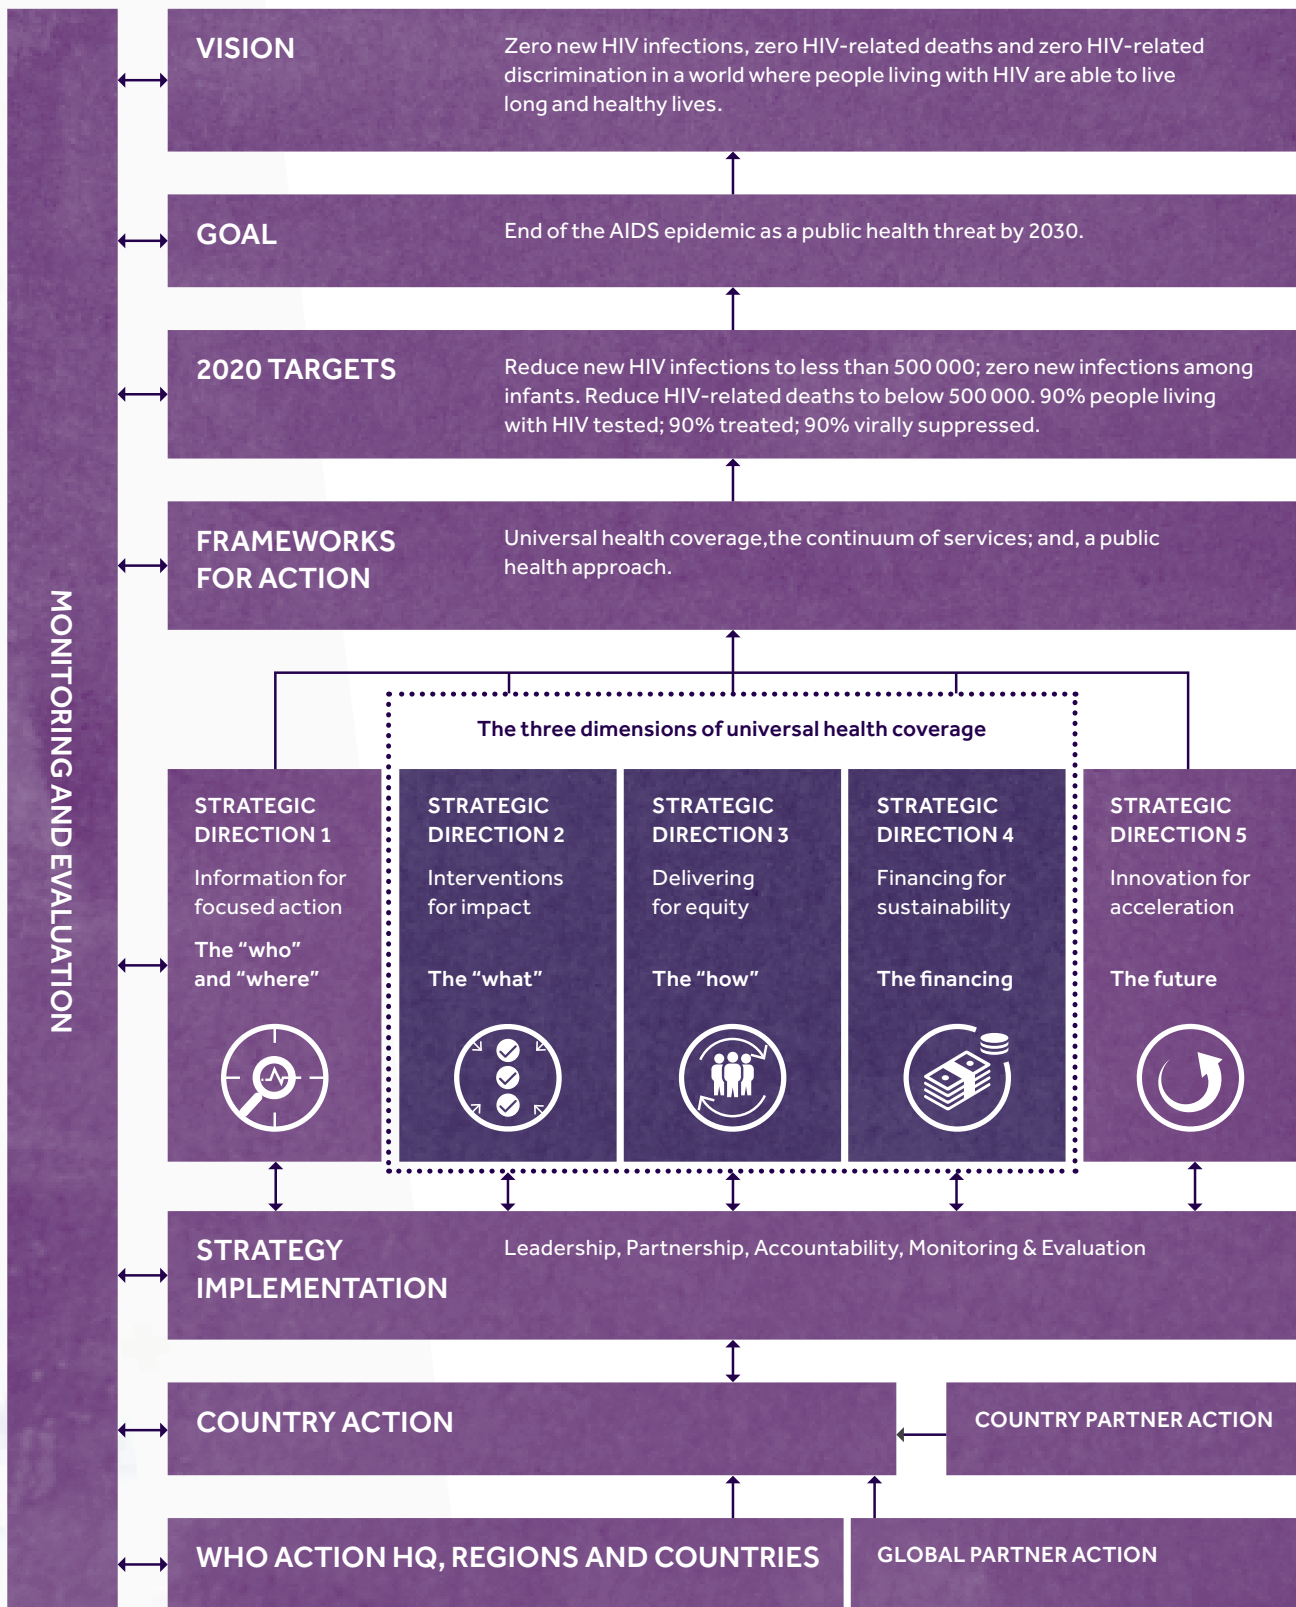 VISION
Zero new HIV infections, zero HIV-related deaths and zero HIV-related
discrimination in a world where people living with HIV are able to live
long and healthy lives.
GOAL
End of the AIDS epidemic as a public health threat by 2030.
2020 TARGETS
Reduce new HIV infections to less than 500 000; zero new infections among
infants. Reduce HIV-related deaths to below 500 000. 90% people living
with HIV tested; 90% treated; 90% virally suppressed.
FRAMEWORKS
FOR ACTION
Universal health coverage,the continuum of services; and, a public
health approach.
MONITORING AND EVALUATION
The three dimensions of universal health coverage
STRATEGIC
DIRECTION 1
Information for
focused action
The “who”
and “where”
STRATEGIC
DIRECTION 2
Interventions
for impact
The “what”
STRATEGIC
DIRECTION 3
Delivering
for equity
The “how”
STRATEGIC
DIRECTION 4
Financing for
sustainability
The financing
STRATEGIC
DIRECTION 5
Innovation for
acceleration
The future
STRATEGY
IMPLEMENTATION
Leadership, Partnership, Accountability, Monitoring & Evaluation
COUNTRY ACTION
COUNTRY PARTNER ACTION
WHO ACTION HQ, REGIONS AND COUNTRIES
GLOBAL PARTNER ACTION